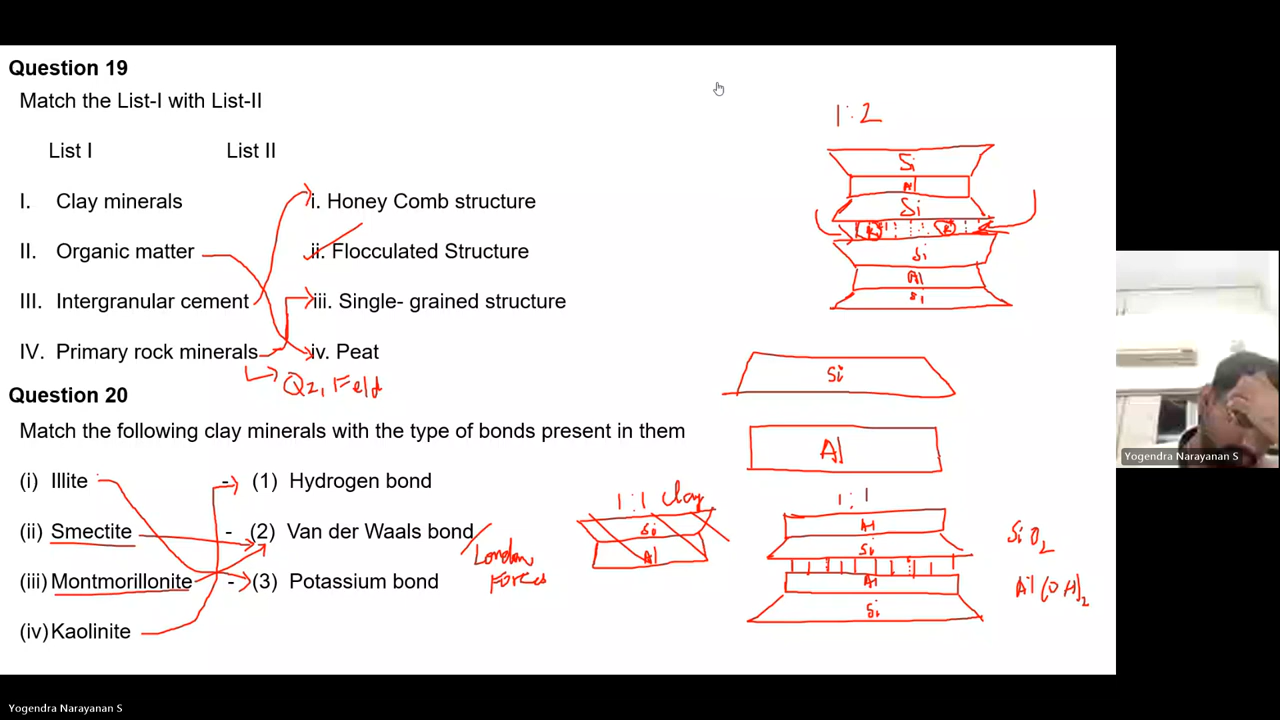 Question 19
Match the List-I with List-II
List I List II
I. Clay minerals i. Honey Comb structure
II. Organic matter ii. Flocculated Structure
III. Intergranular cement iii. Single- grained structure
IV. Primary rock minerals iv. Peat
Qz, Feld
Question 20
Match the following clay minerals with the type of bonds present in them
(i) Illite - (1) Hydrogen bond
(ii) Smectite - (2) Van der Waals bond
London
Forces
(iii) Montmorillonite - (3) Potassium bond
(iv) Kaolinite
1:2
Si
Al
Si
K K
Si
Al
Si
Si
Al
1:1 clay
Si
Al
1:1
Al
Si
Al
Si
SiO2
Al(OH)2
Yogendra Narayanan S
Yogendra Narayanan S